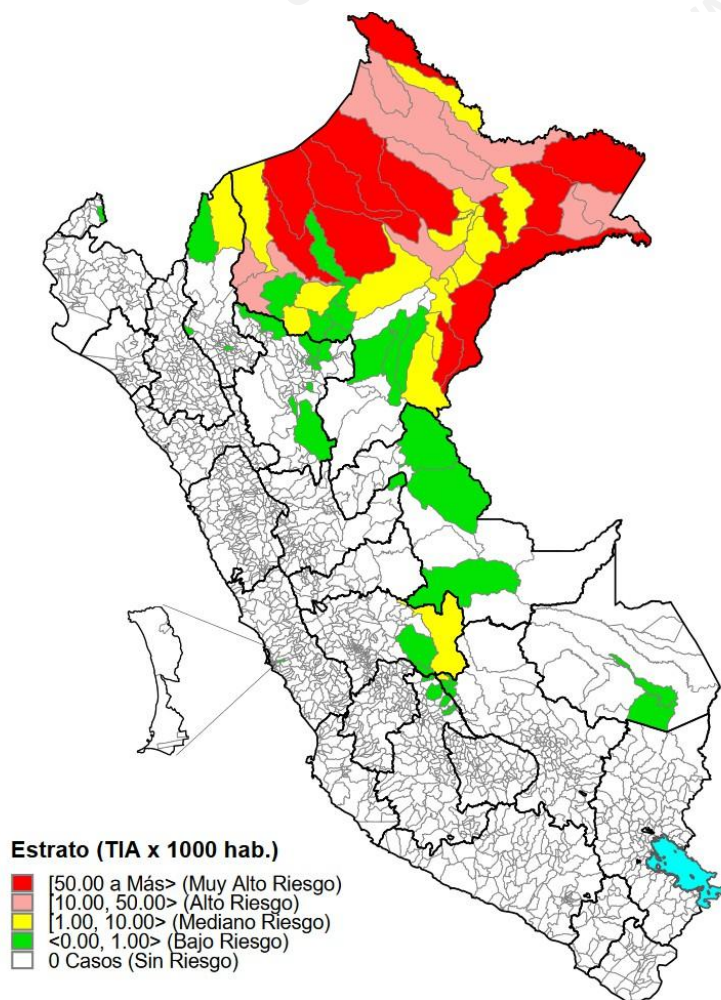 Estrato (TIA x 1000 hab.)
[50.00 a Más> (Muy Alto Riesgo)
[10.00, 50.00> (Alto Riesgo)
[1.00, 10.00> (Mediano Riesgo)
<0.00, 1.00> (Bajo Riesgo)
0 Casos (Sin Riesgo)